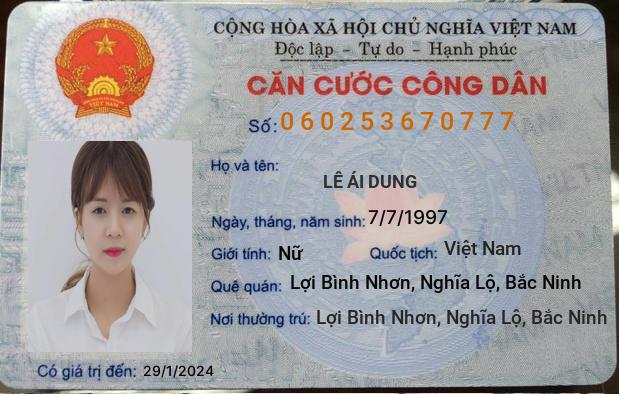 CỘNG HÒA XÃ HỘI CHỦ NGHĨA VIỆT NAM
Độc lập - Tự do - Hạnh phúc
CĂN CƯỚC CÔNG DÂN
Số: 060253670777
Họ và tên:
LÊ ÁI DUNG
Ngày, tháng, năm sinh: 7/7/1997
Giới tính: Nữ Quốc tịch: Việt Nam
Quê quán: Lợi Bình Nhơn, Nghĩa Lộ, Bắc Ninh
Nơi thường trú: Lợi Bình Nhơn, Nghĩa Lộ, Bắc Ninh
Có giá trị đến: 29/1/2024